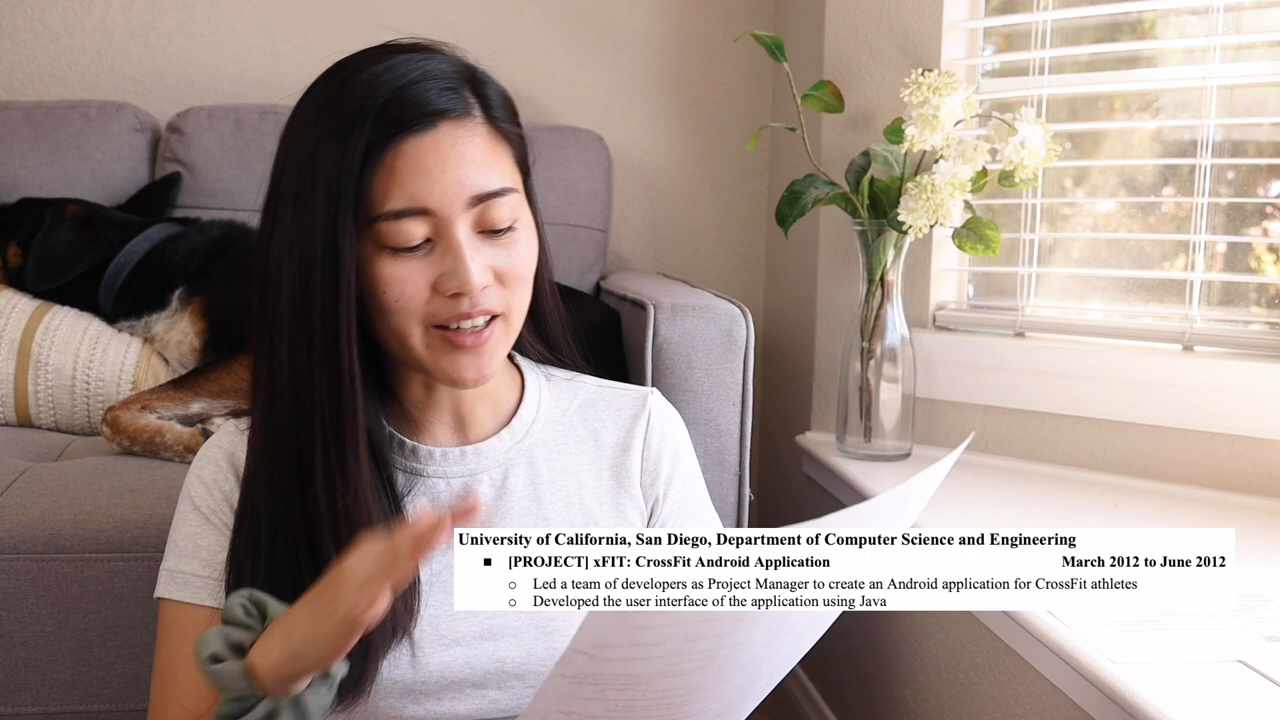 University of California, San Diego, Department of Computer Science and Engineering
■ [PROJECT] xFIT: CrossFit Android Application March 2012 to June 2012
o Led a team of developers as Project Manager to create an Android application for CrossFit athletes
o Developed the user interface of the application using Java